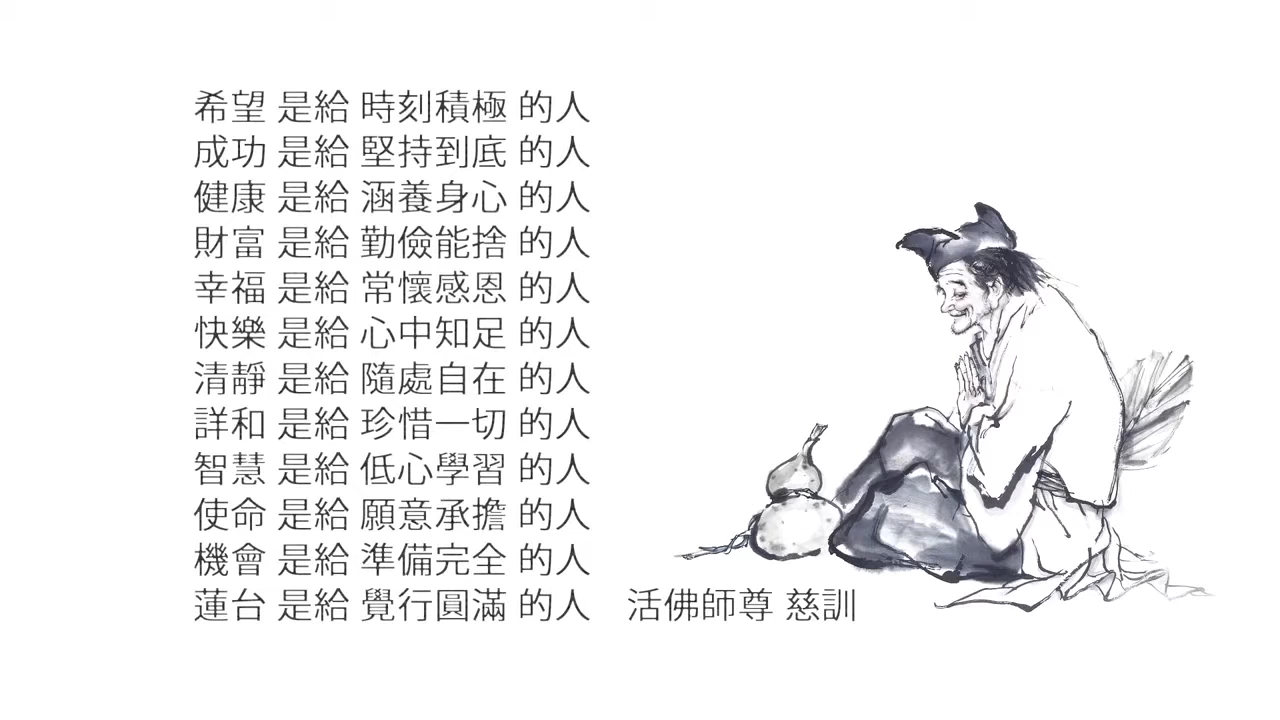 希望 是給 時刻積極 的人
成功 是給 堅持到底 的人
健康 是給 涵養身心 的人
財富 是給 勤儉能捨 的人
幸福 是給 常懷感恩 的人
快樂 是給 心中知足 的人
清靜 是給 隨處自在 的人
詳和 是給 珍惜一切 的人
智慧 是給 低心學習 的人
使命 是給 願意承擔 的人
機會 是給 準備完全 的人
蓮台 是給 覺行圓滿 的人 活佛師尊 慈訓